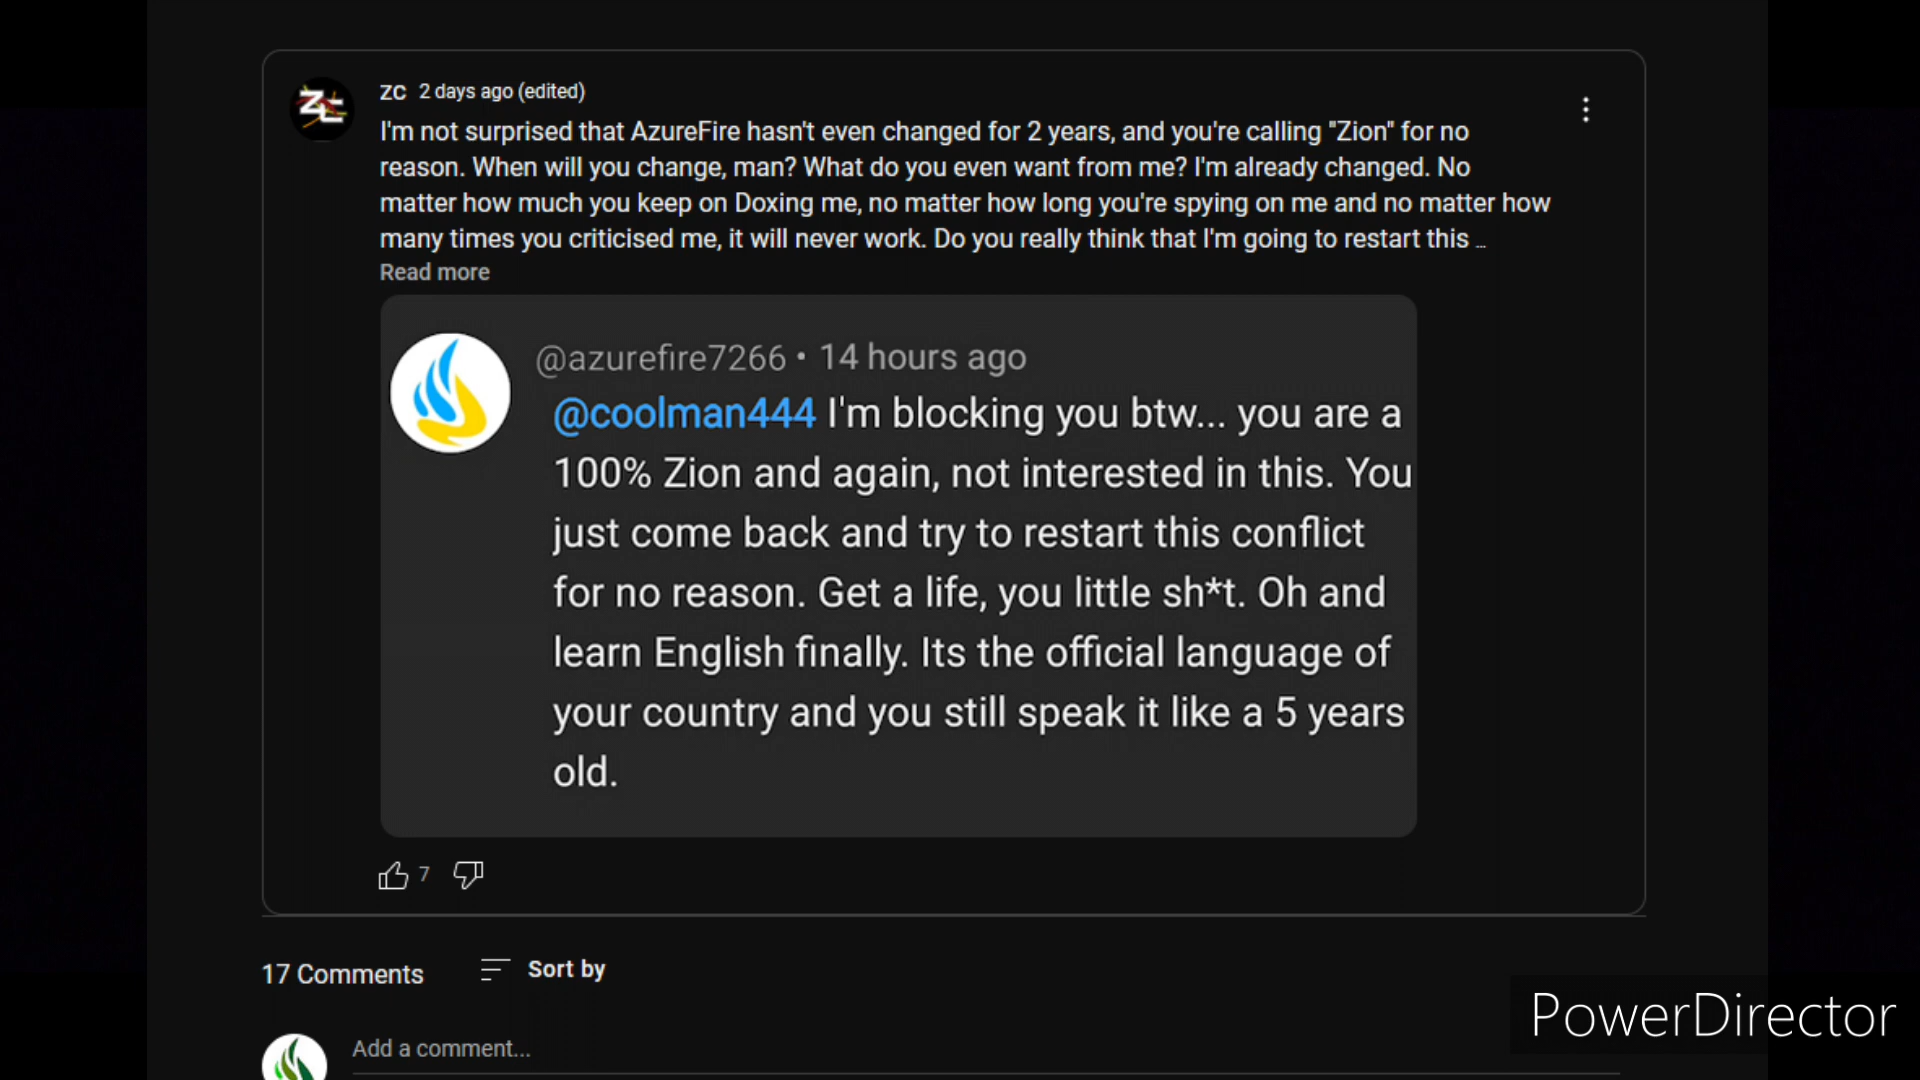 ZC
ZC 2 days ago (edited)
I'm not surprised that AzureFire hasn't even changed for 2 years, and you're calling "Zion" for no
reason. When will you change, man? What do you even want from me? I'm already changed. No
matter how much you keep on Doxing me, no matter how long you're spying on me and no matter how
many times you criticised me, it will never work. Do you really think that I'm going to restart this ...
Read more
@azurefire7266 • 14 hours ago
@coolman444 I'm blocking you btw... you are a
100% Zion and again, not interested in this. You
just come back and try to restart this conflict
for no reason. Get a life, you little sh*t. Oh and
learn English finally. Its the official language of
your country and you still speak it like a 5 years
old.
7
17 Comments Sort by
Add a comment...
PowerDirector